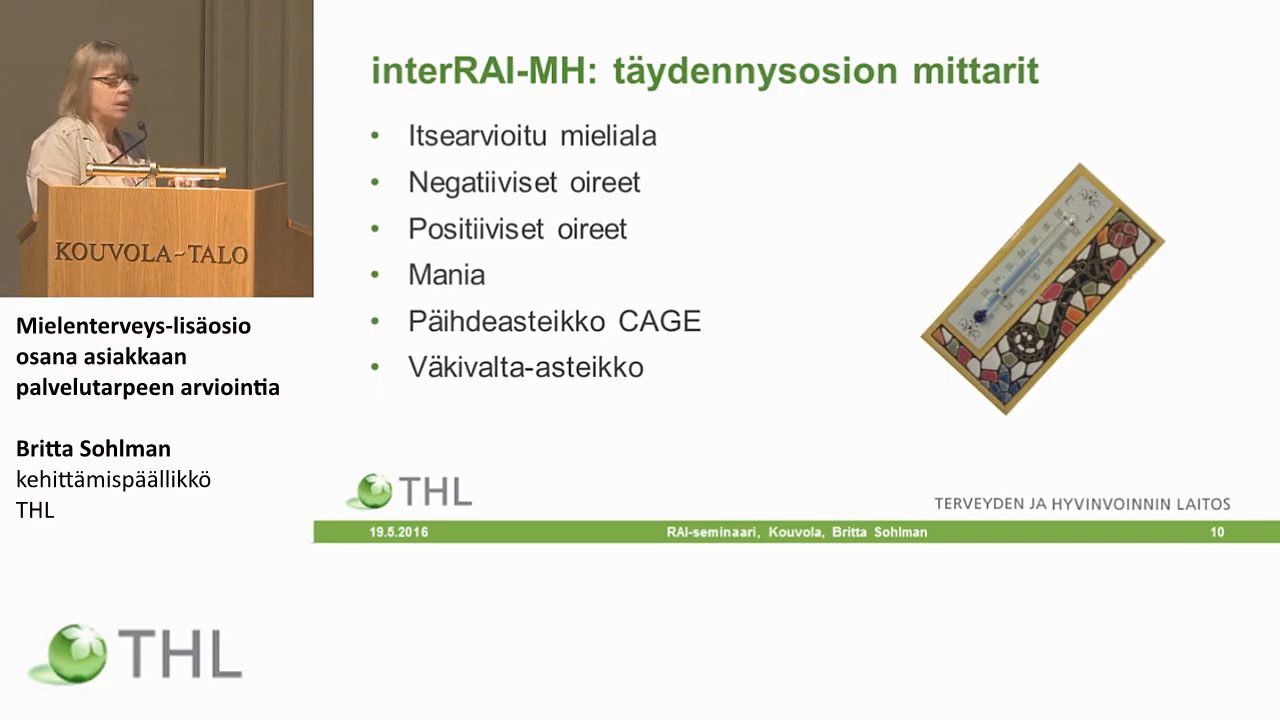 interRAI-MH: täydennysosion mittarit
• Itsearvioitu mieliala
• Negatiiviset oireet
• Positiiviset oireet
• Mania
• Päihdeasteikko CAGE
• Väkivalta-asteikko
KOUVOLA-TALO
Mielenterveys-lisäosio
osana asiakkaan
palvelutarpeen arviointia
Britta Sohlman
kehittämispäällikkö
THL
THL
TERVEYDEN JA HYVINVOINNIN LAITOS
19.5.2016 RAI-seminaari, Kouvola, Britta Sohlman 10
THL